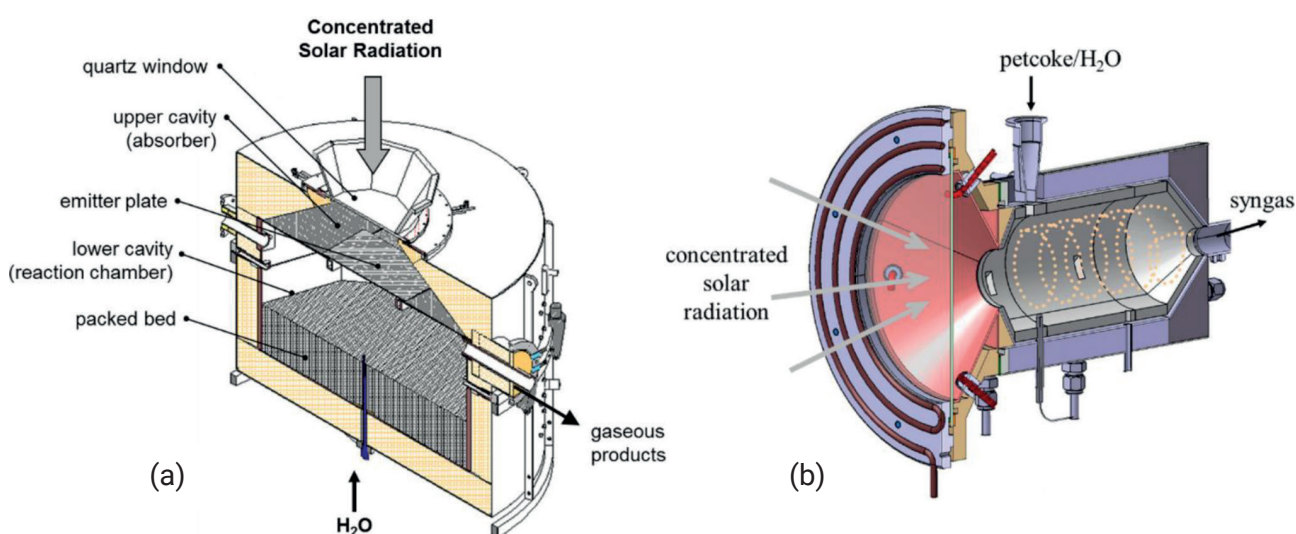 Concentrated
Solar Radiation
quartz window
upper cavity
(absorber)
emitter plate
lower cavity
(reaction chamber)
packed bed
gaseous
products
H₂O
(a)
petcoke/H₂O
syngas
concentrated
solar
radiation
(b)